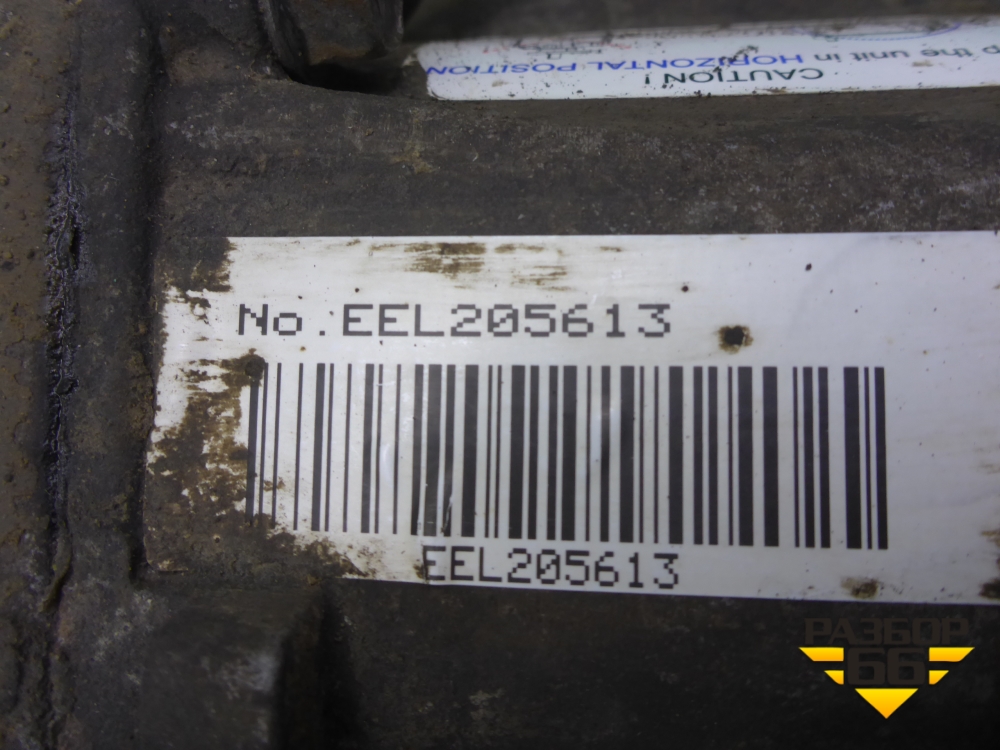 CAUTION!
the unit in HORIZONTAL POSITION
No.EEL205613
EEL205613
РАЗБОР
66